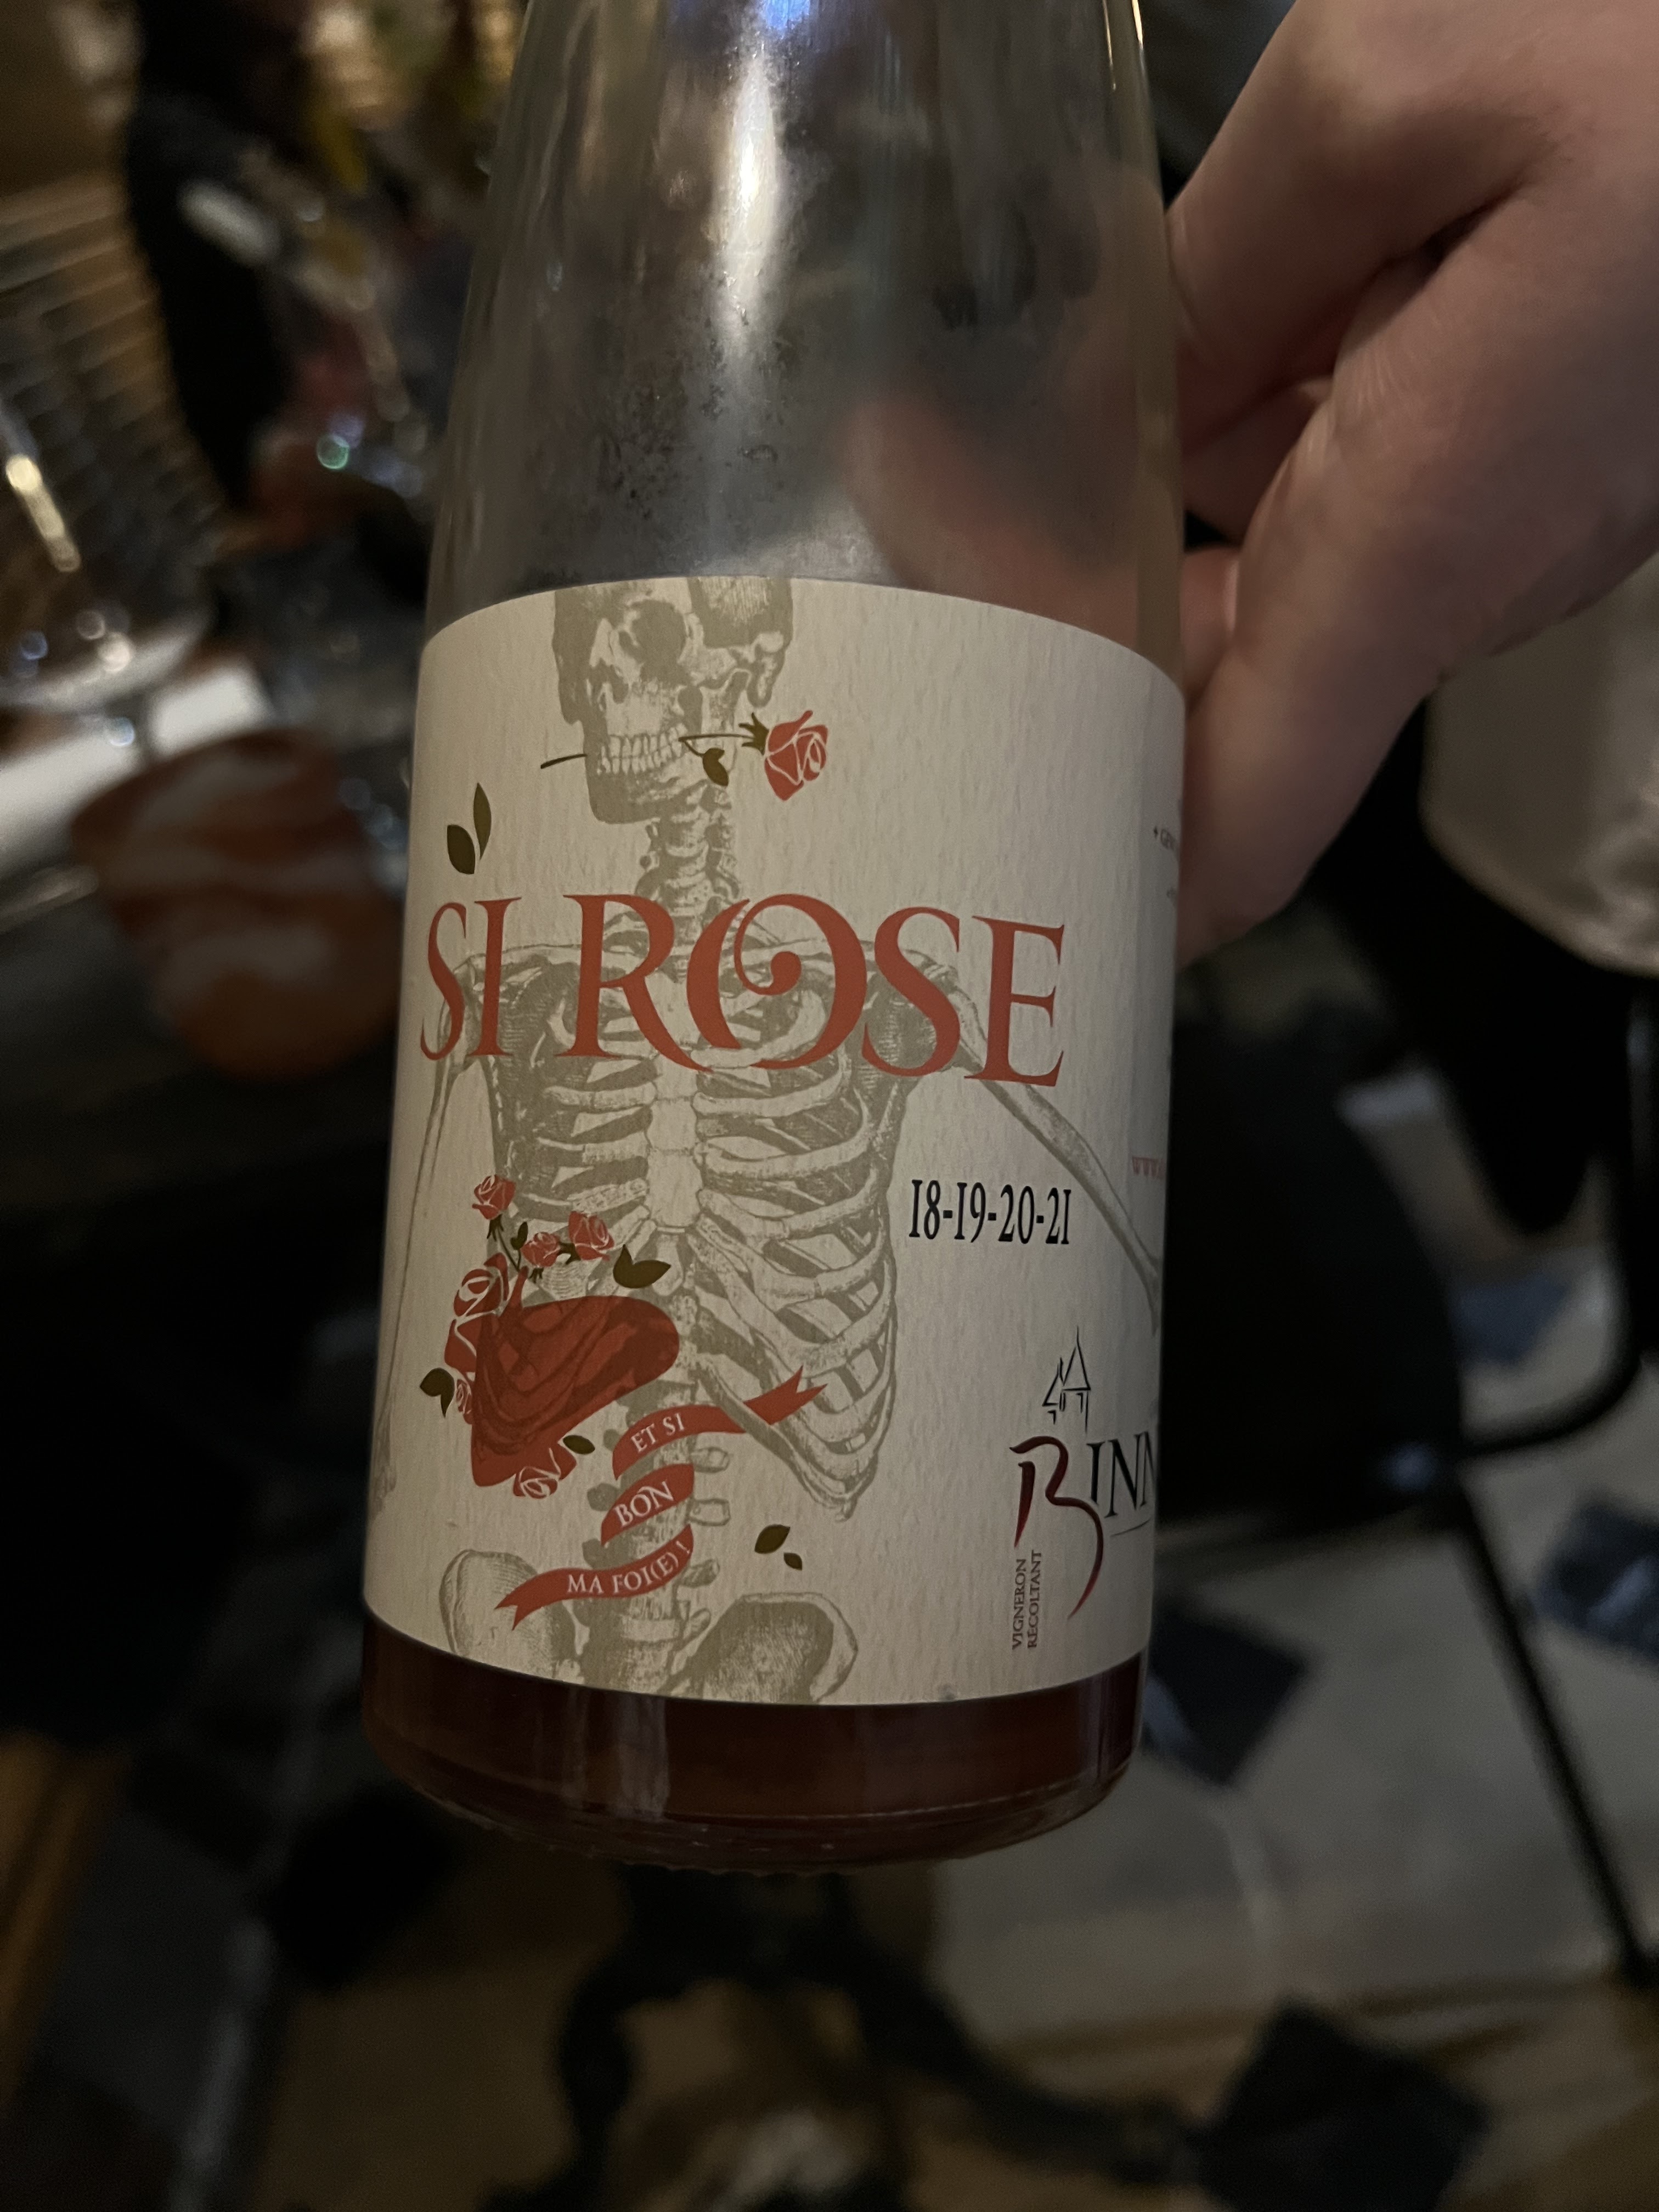 SI ROSE
18-19-20-21
ET SI
BON
MA FOI(E) !
BINN
VIGNERON
RÉCOLTANT